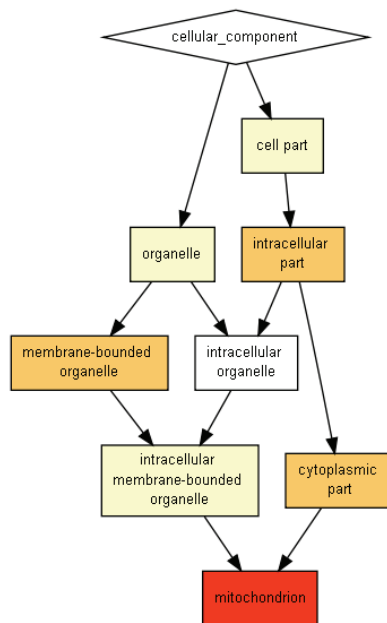 cellular_component
cell part
organelle
intracellular
part
membrane-bounded
organelle
intracellular
organelle
intracellular
membrane-bounded
organelle
cytoplasmic
part
mitochondrion